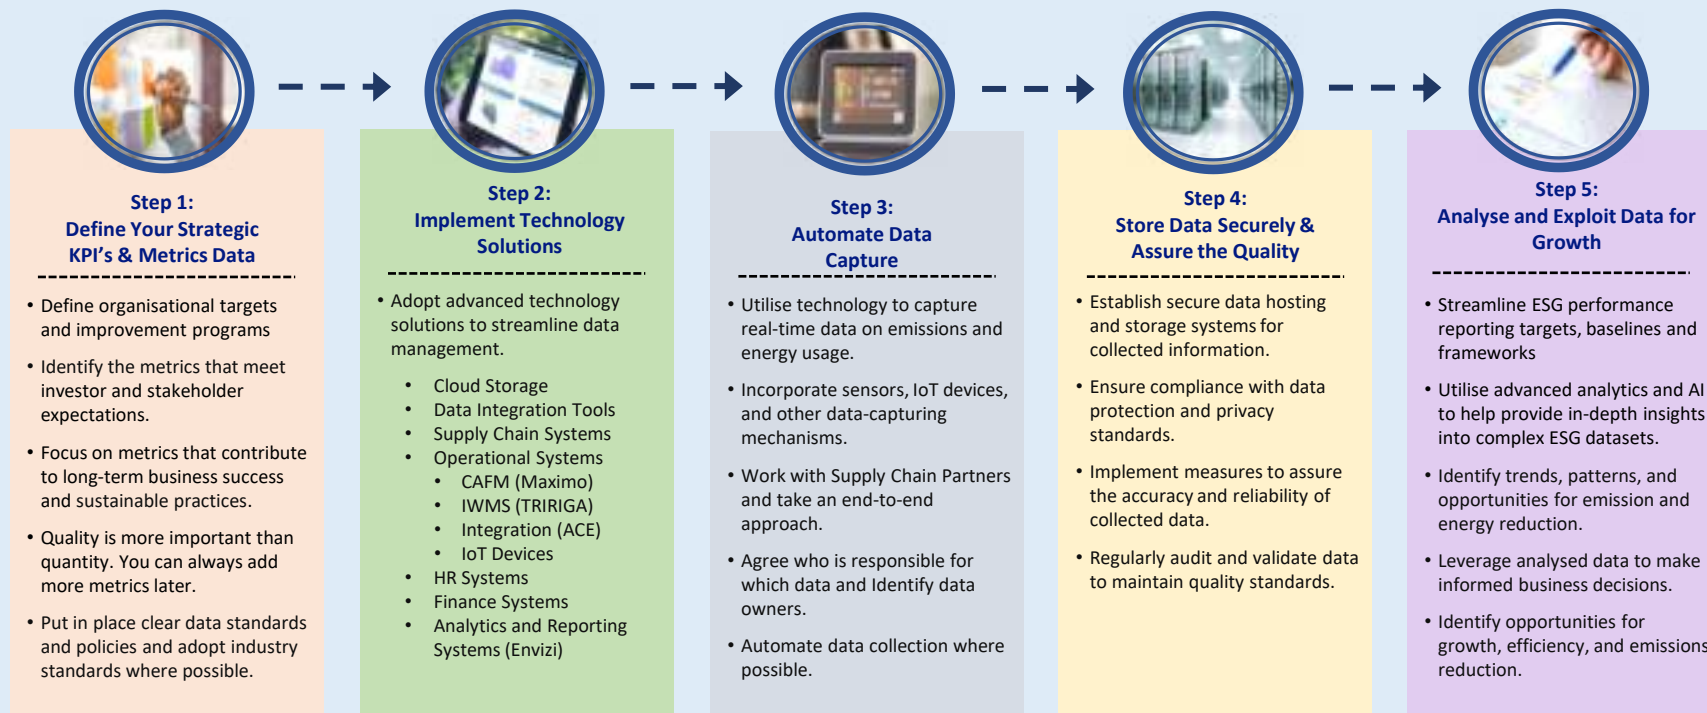 Step 1:
Define Your Strategic
KPI's & Metrics Data
• Define organisational targets
and improvement programs
• Identify the metrics that meet
investor and stakeholder
expectations.
• Focus on metrics that contribute
to long-term business success
and sustainable practices.
• Quality is more important than
quantity. You can always add
more metrics later.
• Put in place clear data standards
and policies and adopt industry
standards where possible.
Step 2:
Implement Technology
Solutions
• Adopt advanced technology
solutions to streamline data
management.
• Cloud Storage
• Data Integration Tools
• Supply Chain Systems
• Operational Systems
• CAFM (Maximo)
• IWMS (TRIRIGA)
• Integration (ACE)
• IoT Devices
• HR Systems
• Finance Systems
• Analytics and Reporting
Systems (Envizi)
Step 3:
Automate Data
Capture
• Utilise technology to capture
real-time data on emissions and
energy usage.
• Incorporate sensors, IoT devices,
and other data-capturing
mechanisms.
• Work with Supply Chain Partners
and take an end-to-end
approach.
• Agree who is responsible for
which data and Identify data
owners.
• Automate data collection where
possible.
Step 4:
Store Data Securely &
Assure the Quality
• Establish secure data hosting
and storage systems for
collected information.
• Ensure compliance with data
protection and privacy
standards.
• Implement measures to assure
the accuracy and reliability of
collected data.
• Regularly audit and validate data
to maintain quality standards.
Step 5:
Analyse and Exploit Data for
Growth
• Streamline ESG performance
reporting targets, baselines and
frameworks
• Utilise advanced analytics and AI
to help provide in-depth insights
into complex ESG datasets.
• Identify trends, patterns, and
opportunities for emission and
energy reduction.
• Leverage analysed data to make
informed business decisions.
• Identify opportunities for
growth, efficiency, and emissions
reduction.